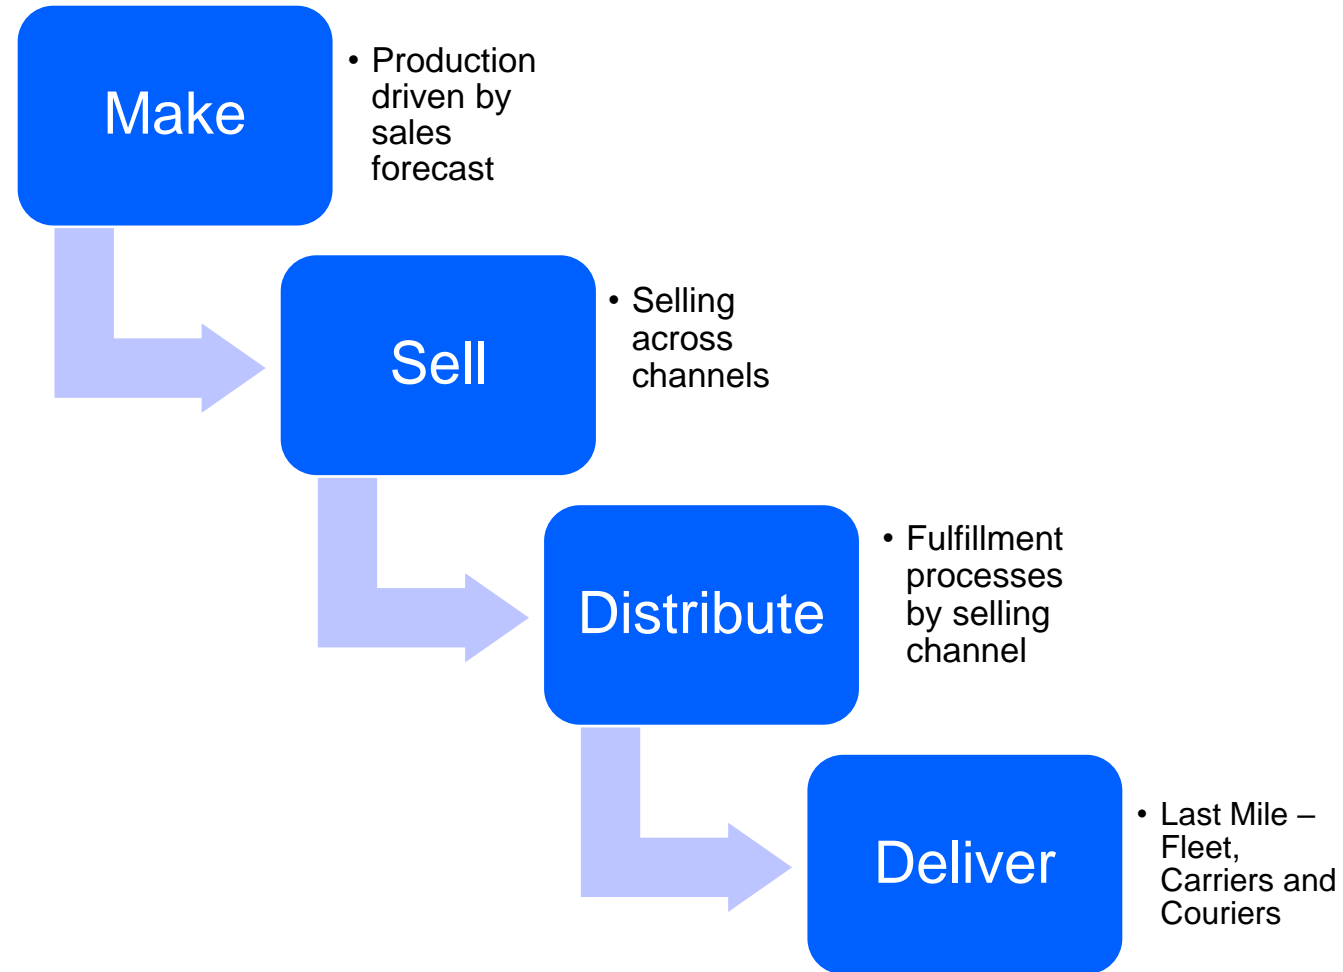 Make
• Production
driven by
sales
forecast
Sell
• Selling
across
channels
Distribute
• Fulfillment
processes
by selling
channel
Deliver
• Last Mile –
Fleet,
Carriers and
Couriers